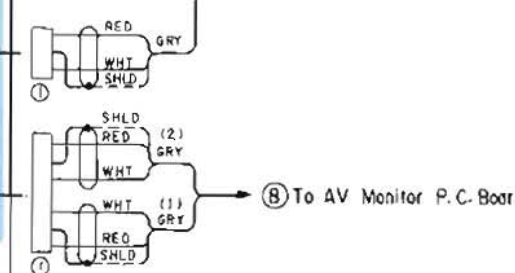 RED
GRY
WHT
SHLD
1
SHLD
RED (2)
GRY
WHT
8 To AV Monitor P.C. Boar
WHT (1)
GRY
RED
SHLD